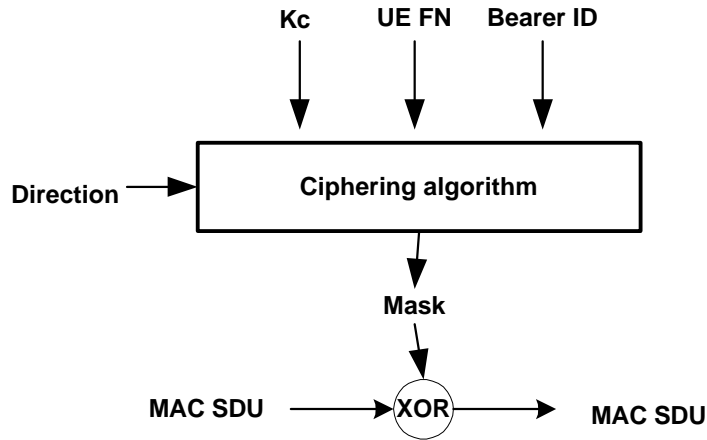 Kc UE FN Bearer ID
Direction
Ciphering algorithm
Mask
MAC SDU
XOR
MAC SDU